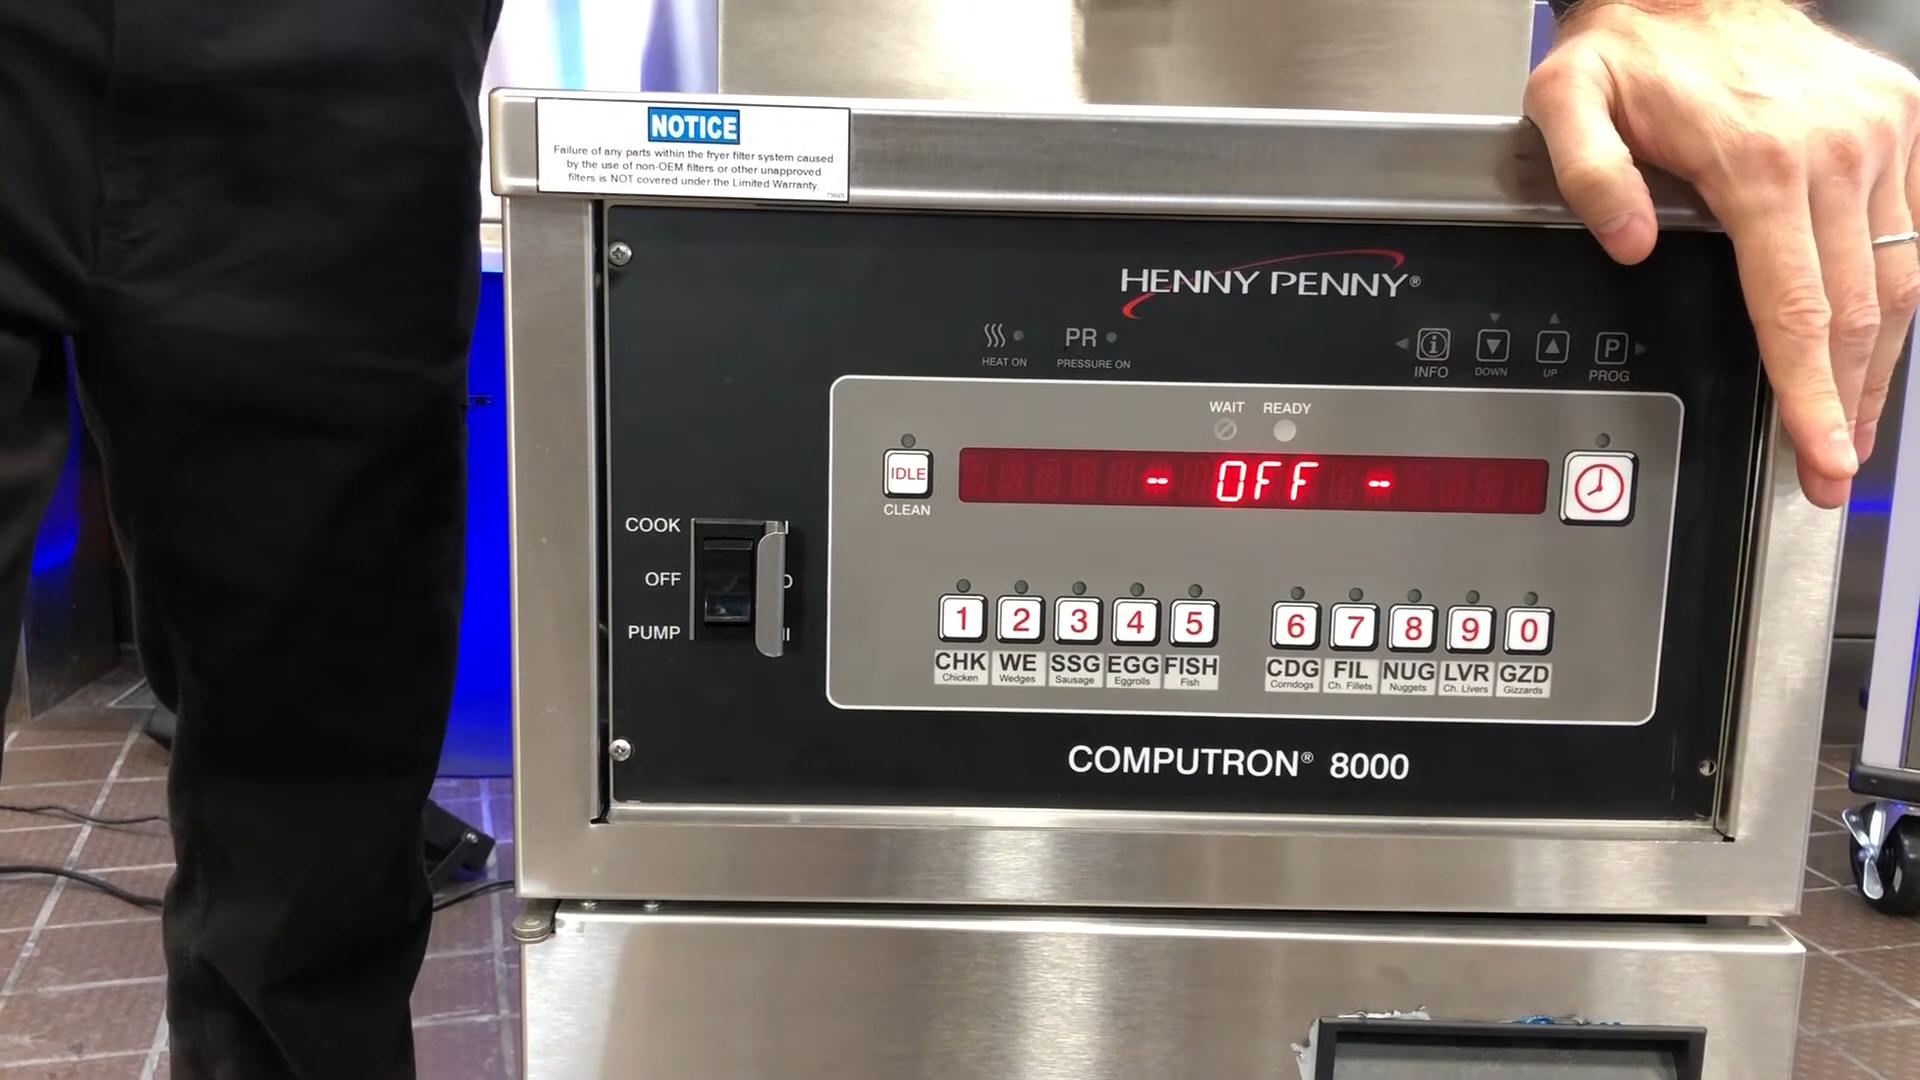 NOTICE
Failure of any parts within the fryer filter system caused
by the use of non-OEM filters or other unapproved
filters is NOT covered under the Limited Warranty.
HENNY PENNY®
HEAT ON
PR
PRESSURE ON
INFO
DOWN
UP
P
PROG
WAIT READY
IDLE
CLEAN
- OFF -
COOK
OFF
PUMP
1 2 3 4 5 6 7 8 9 0
CHK WE SSG EGG FISH CDG FIL NUG LVR GZD
Chicken Wedges Sausage Eggrolls Fish Corndogs Ch. Fillets Nuggets Ch. Livers Gizzards
COMPUTRON® 8000